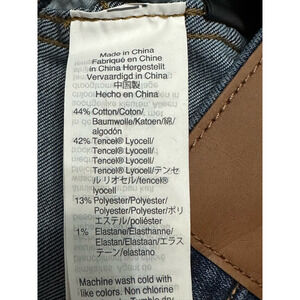 Made in China
Fabriqué en Chine
in China Hergestellt
Vervaardigd in China
中国製
Hecho en China
44% Cotton/Coton/
Baumwolle/Katoen/綿/
algodón
42% Tencel® Lyocell/
Tencel® Lyocell/
Tencel® Lyocell/
Tencel® Lyocell/テンセ
ル リオセル/tencel®
lyocell
13% Polyester/Polyester/
Polyester/Polyester/ポリ
エステル/poliéster
1% Elastane/Elasthanne/
Elastan/Elastaan/エラス
テーン/elastano
Machine wash cold with
like colors. Non chlorine